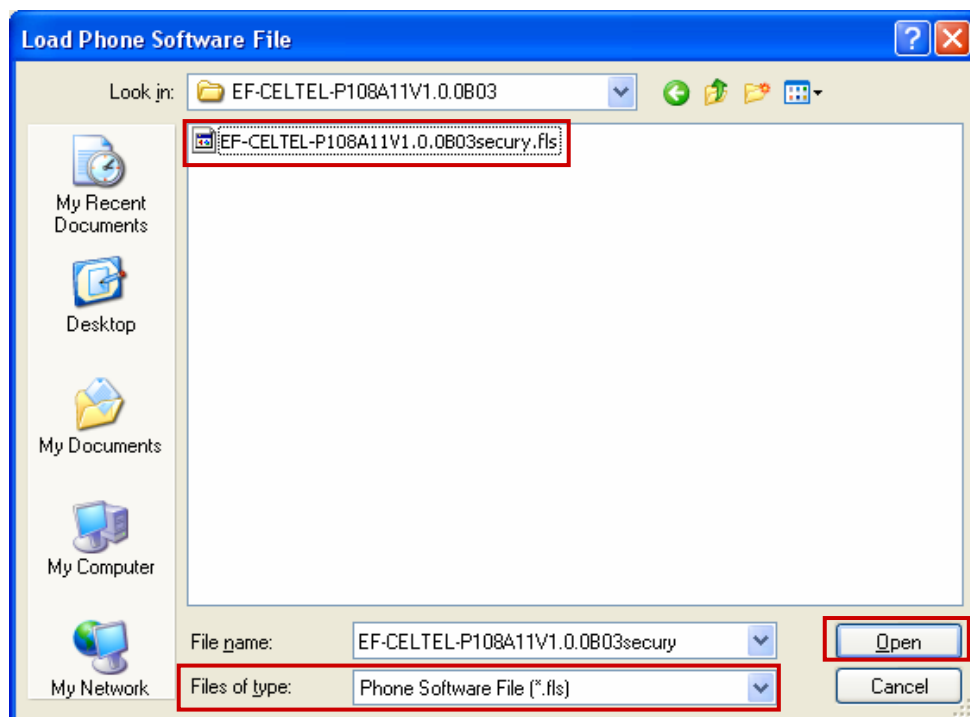 Load Phone Software File
Look in:
EF-CELTEL-P108A11V1.0.0B03
EF-CELTEL-P108A11V1.0.0B03secury.fls
My Recent
Documents
Desktop
My Documents
My Computer
My Network
File name:
EF-CELTEL-P108A11V1.0.0B03secury
Open
Files of type:
Phone Software File (*.fls)
Cancel